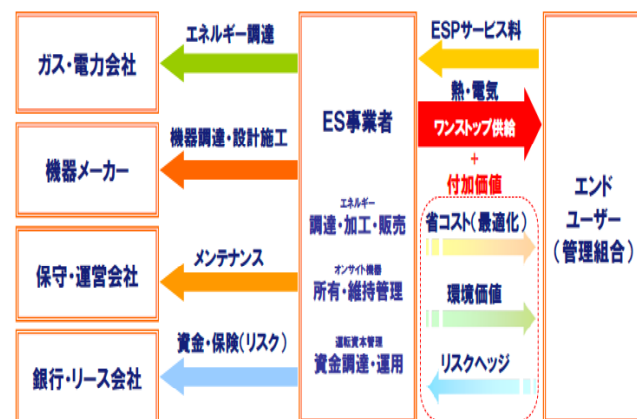 ガス・電力会社
機器メーカー
保守・運営会社
銀行・リース会社
エネルギー調達
機器調達・設計施工
メンテナンス
資金・保険(リスク)
ES事業者
エネルギー
調達・加工・販売
オンサイト機器
所有・維持管理
運転資本管理
資金調達・運用
ESPサービス料
熱・電気
ワンストップ供給
+
付加価値
省コスト(最適化)
環境価値
リスクヘッジ
エンド
ユーザー
(管理組合)